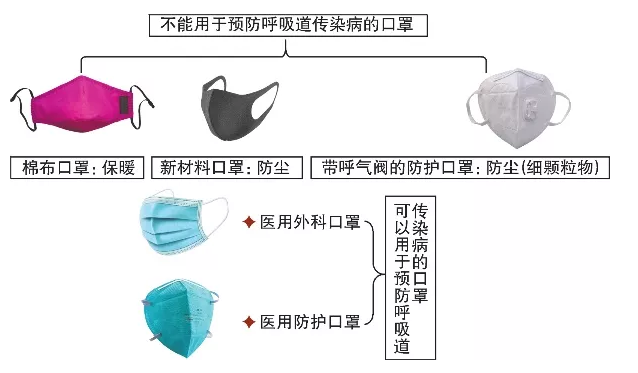 不能用于预防呼吸道传染病的口罩
棉布口罩：保暖
新材料口罩：防尘
带呼气阀的防护口罩：防尘(细颗粒物)
医用外科口罩
医用防护口罩
可以用于预防呼吸道
传染病的口罩